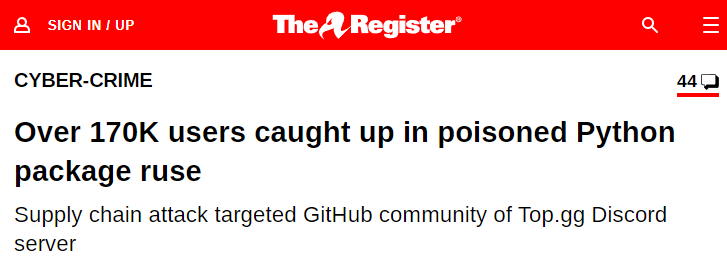 SIGN IN / UP
The Register®
CYBER-CRIME
44
Over 170K users caught up in poisoned Python
package ruse
Supply chain attack targeted GitHub community of Top.gg Discord
server